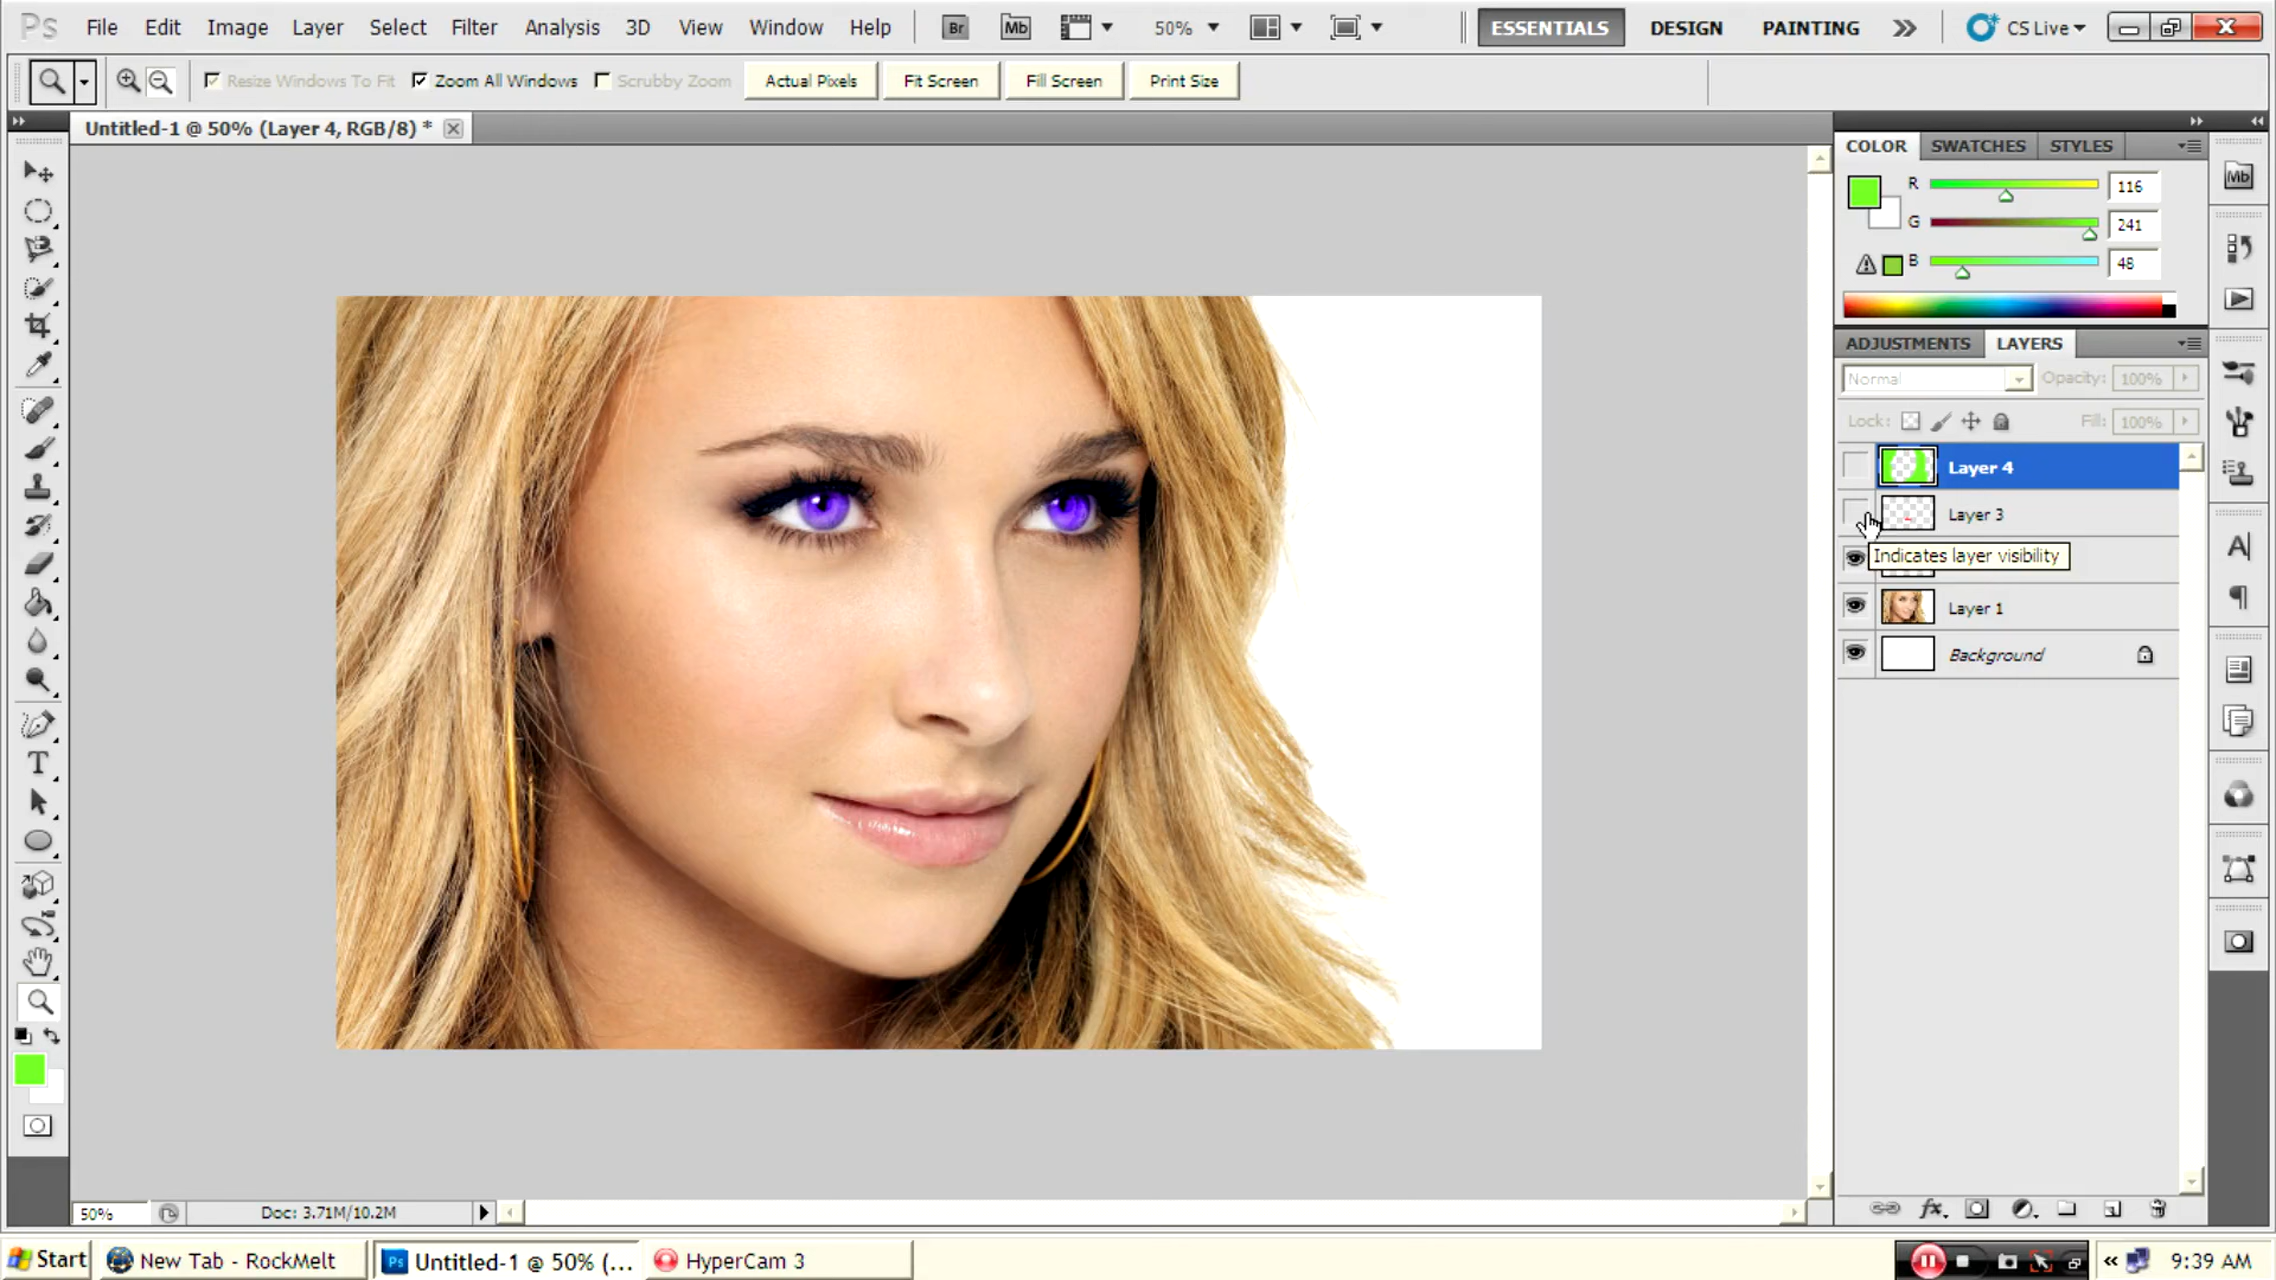 Ps File Edit Image Layer Select Filter Analysis 3D View Window Help Br Mb 50% ESSENTIALS DESIGN PAINTING CS Live
Resize Windows To Fit Zoom All Windows Scrubby Zoom Actual Pixels Fit Screen Fill Screen Print Size
Untitled-1 @ 50% (Layer 4, RGB/8) *
COLOR SWATCHES STYLES
R 116
G 241
B 48
Mb
ADJUSTMENTS LAYERS
Normal Opacity: 100%
Lock: Fill: 100%
Layer 4
Layer 3
Indicates layer visibility
Layer 1
Background
T
A
50% Doc: 3.71M/10.2M
fx
Start New Tab - RockMelt Ps Untitled-1 @ 50% (... HyperCam 3 9:39 AM